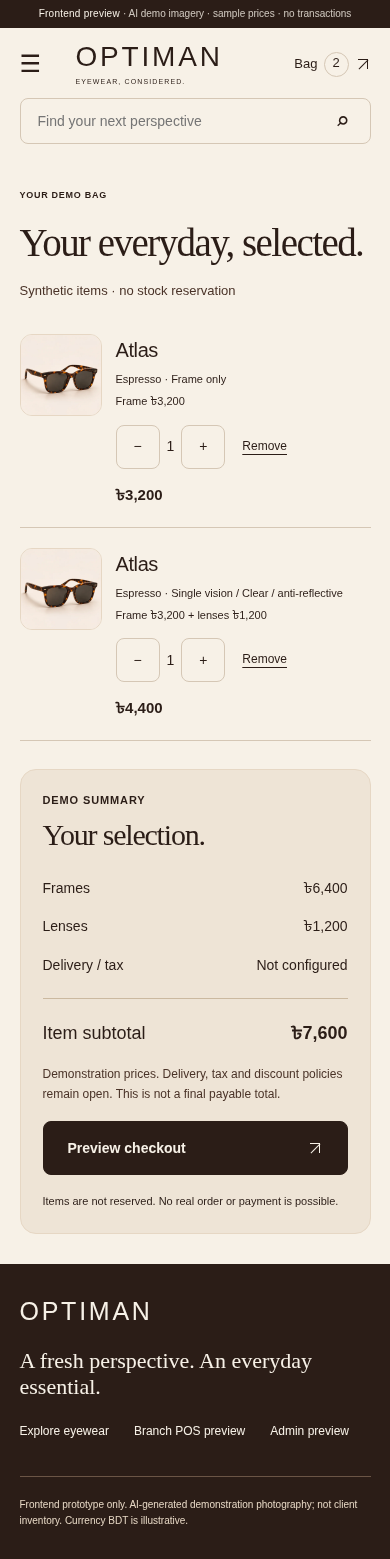 Frontend preview · AI demo imagery · sample prices · no transactions
OPTIMAN
EYEWEAR, CONSIDERED.
Bag 2
Find your next perspective
YOUR DEMO BAG
Your everyday, selected.
Synthetic items · no stock reservation
Atlas
Espresso · Frame only
Frame ৳3,200
− 1 + Remove
৳3,200
Atlas
Espresso · Single vision / Clear / anti-reflective
Frame ৳3,200 + lenses ৳1,200
− 1 + Remove
৳4,400
DEMO SUMMARY
Your selection.
Frames ৳6,400
Lenses ৳1,200
Delivery / tax Not configured
Item subtotal ৳7,600
Demonstration prices. Delivery, tax and discount policies
remain open. This is not a final payable total.
Preview checkout
Items are not reserved. No real order or payment is possible.
OPTIMAN
A fresh perspective. An everyday
essential.
Explore eyewear Branch POS preview Admin preview
Frontend prototype only. AI-generated demonstration photography; not client
inventory. Currency BDT is illustrative.